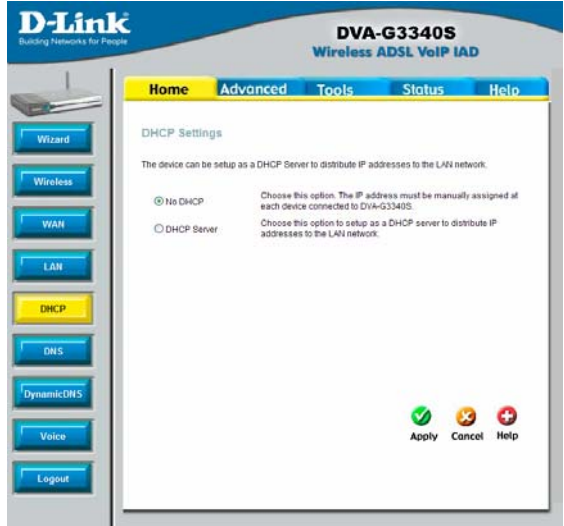 D-Link
Building Networks for People
DVA-G3340S
Wireless ADSL VoIP IAD
Home Advanced Tools Status Help
Wizard
Wireless
WAN
LAN
DHCP
DNS
DynamicDNS
Voice
Logout
DHCP Settings
The device can be setup as a DHCP Server to distribute IP addresses to the LAN network.
No DHCP
Choose this option. The IP address must be manually assigned at
each device connected to DVA-G3340S.
DHCP Server
Choose this option to setup as a DHCP server to distribute IP
addresses to the LAN network.
Apply Cancel Help